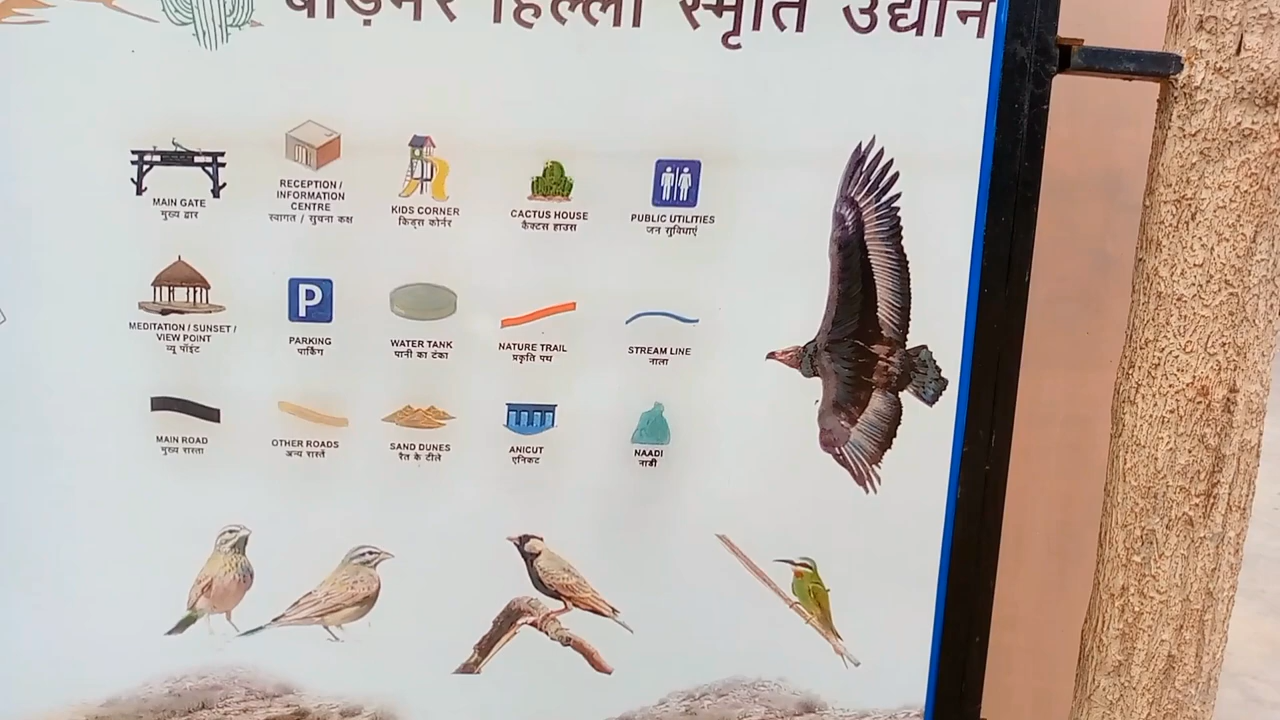 बाड़मेर हिल्ली स्मृति उद्यान
MAIN GATE
मुख्य द्वार
RECEPTION /
INFORMATION
CENTRE
स्वागत / सुचना कक्ष
KIDS CORNER
किड्स कोर्नर
CACTUS HOUSE
कैक्टस हाउस
PUBLIC UTILITIES
जन सुविधाएं
MEDITATION / SUNSET /
VIEW POINT
व्यू पॉइंट
P
PARKING
पार्किंग
WATER TANK
पानी का टंका
NATURE TRAIL
प्रकृति पथ
STREAM LINE
नाला
MAIN ROAD
मुख्य रास्ता
OTHER ROADS
अन्य रास्तें
SAND DUNES
रैत के टीले
ANICUT
एनिकट
NAADI
नाडी